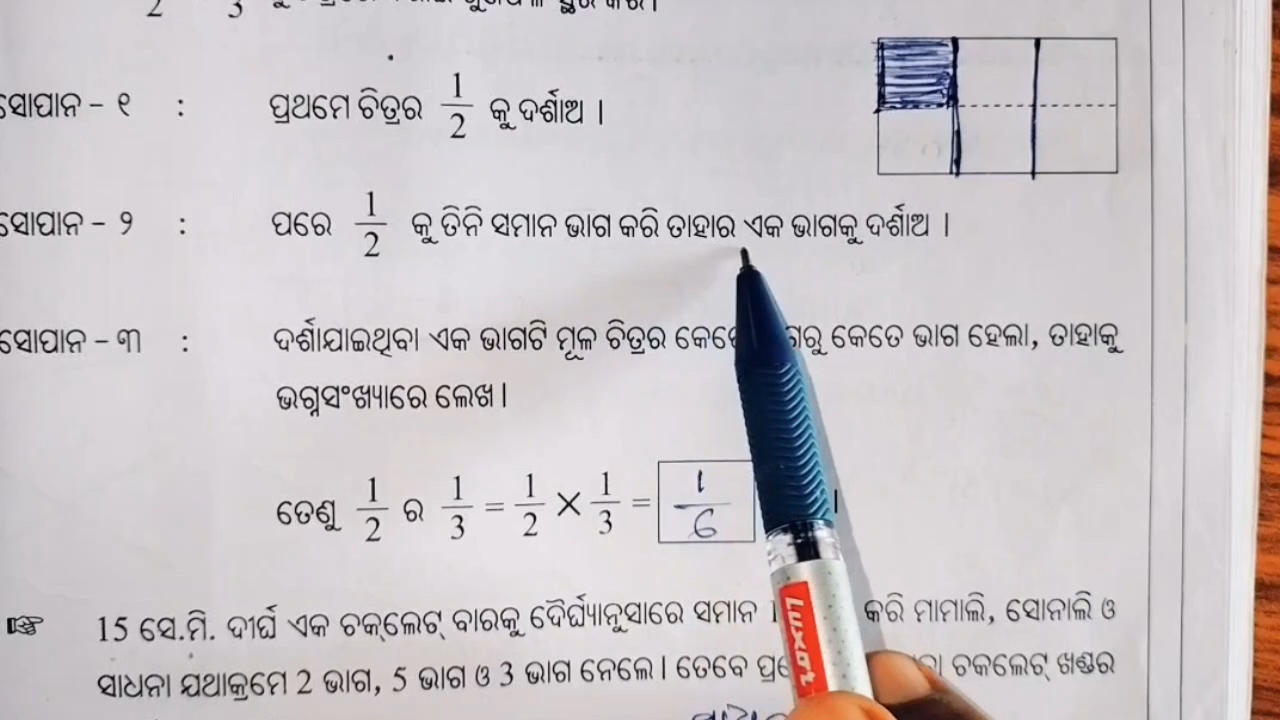 2 3
ସୋପାନ – ୧ : ପ୍ରଥମେ ଚିତ୍ରର 1/2 କୁ ଦର୍ଶାଅ ।
ସୋପାନ – ୨ : ପରେ 1/2 କୁ ତିନି ସମାନ ଭାଗ କରି ତାହାର ଏକ ଭାଗକୁ ଦର୍ଶାଅ ।
ସୋପାନ – ୩ : ଦର୍ଶାଯାଇଥିବା ଏକ ଭାଗଟି ମୂଳ ଚିତ୍ରର କେତେ କେତେ ଭାଗ ହେଲା, ତାହାକୁ
ଭଗ୍ନସଂଖ୍ୟାରେ ଲେଖ ।
ତେଣୁ 1/2 ର 1/3 = 1/2 × 1/3 = 1/6 ।
☞ 15 ସେ.ମି. ଦୀର୍ଘ ଏକ ଚକ୍‌ଲେଟ୍ ବାରକୁ ଦୈର୍ଘ୍ୟାନୁସାରେ ସମାନ କରି ମାମାଲି, ସୋନାଲି ଓ
ସାଧନା ଯଥାକ୍ରମେ 2 ଭାଗ, 5 ଭାଗ ଓ 3 ଭାଗ ନେଲେ । ତେବେ ଚକଲେଟ୍ ଖଣ୍ଡର
Luxor